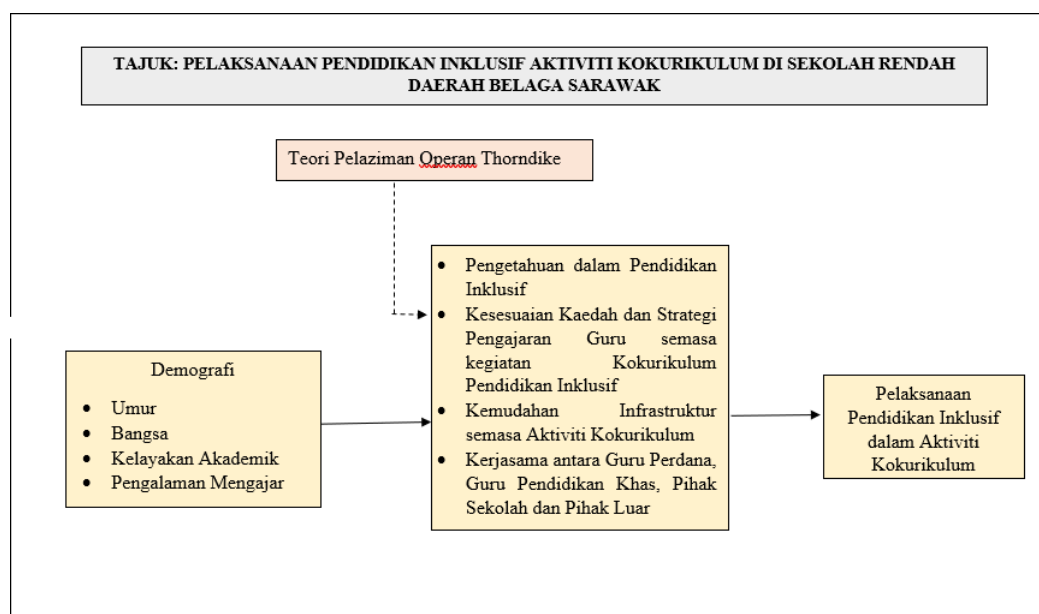 TAJUK: PELAKSANAAN PENDIDIKAN INKLUSIF AKTIVITI KOKURIKULUM DI SEKOLAH RENDAH
DAERAH BELAGA SARAWAK
Teori Pelaziman Operan Thorndike
• Pengetahuan dalam Pendidikan
Inklusif
• Kesesuaian Kaedah dan Strategi
Pengajaran Guru semasa
kegiatan Kokurikulum
Pendidikan Inklusif
• Kemudahan Infrastruktur
semasa Aktiviti Kokurikulum
• Kerjasama antara Guru Perdana,
Guru Pendidikan Khas, Pihak
Sekolah dan Pihak Luar
Demografi
• Umur
• Bangsa
• Kelayakan Akademik
• Pengalaman Mengajar
Pelaksanaan
Pendidikan Inklusif
dalam Aktiviti
Kokurikulum